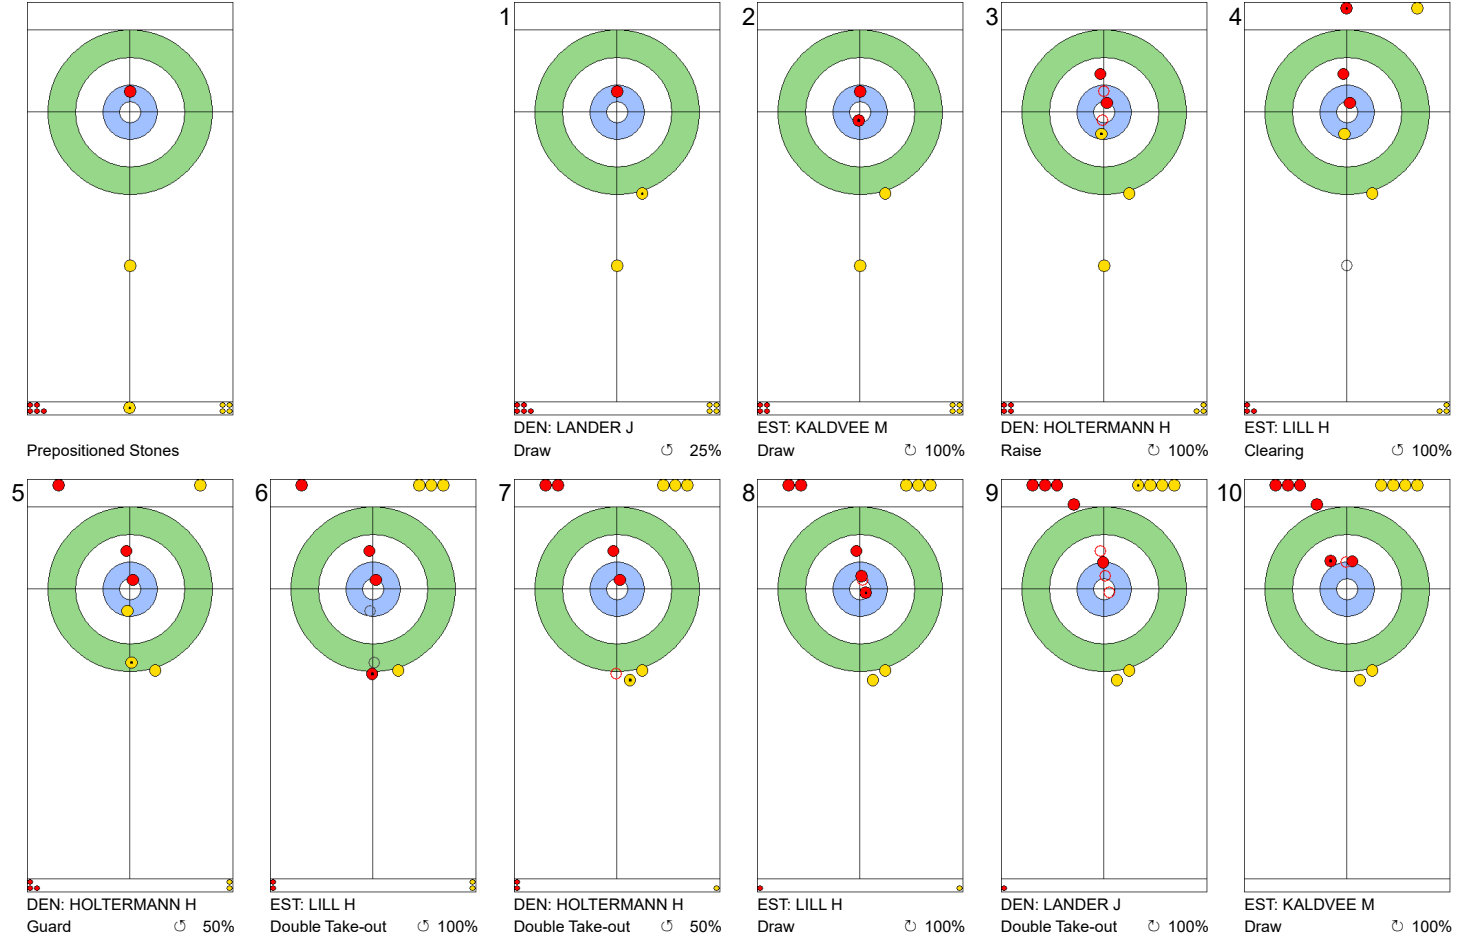 1
2
3
4
Prepositioned Stones
DEN: LANDER J
Draw 25%
EST: KALDVEE M
Draw 100%
DEN: HOLTERMANN H
Raise 100%
EST: LILL H
Clearing 100%
5
6
7
8
9
10
DEN: HOLTERMANN H
Guard 50%
EST: LILL H
Double Take-out 100%
DEN: HOLTERMANN H
Double Take-out 50%
EST: LILL H
Draw 100%
DEN: LANDER J
Double Take-out 100%
EST: KALDVEE M
Draw 100%